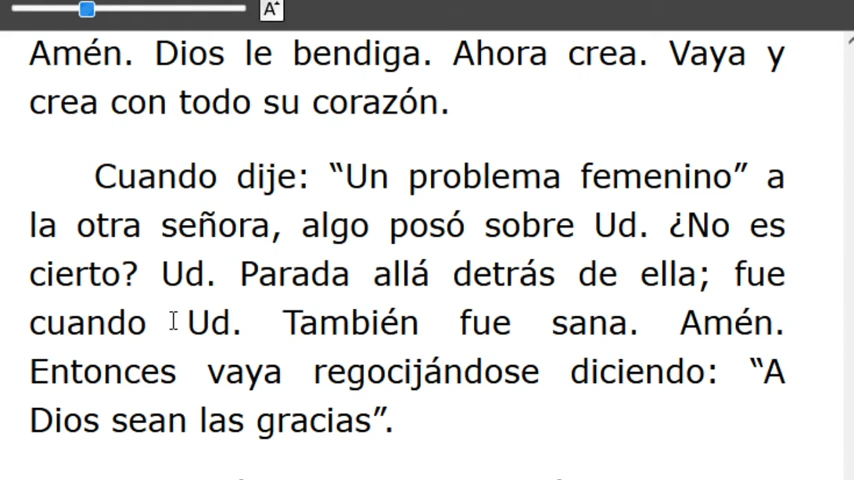 A
Amén. Dios le bendiga. Ahora crea. Vaya y
crea con todo su corazón.
Cuando dije: “Un problema femenino” a
la otra señora, algo posó sobre Ud. ¿No es
cierto? Ud. Parada allá detrás de ella; fue
cuando Ud. También fue sana. Amén.
Entonces vaya regocijándose diciendo: “A
Dios sean las gracias”.